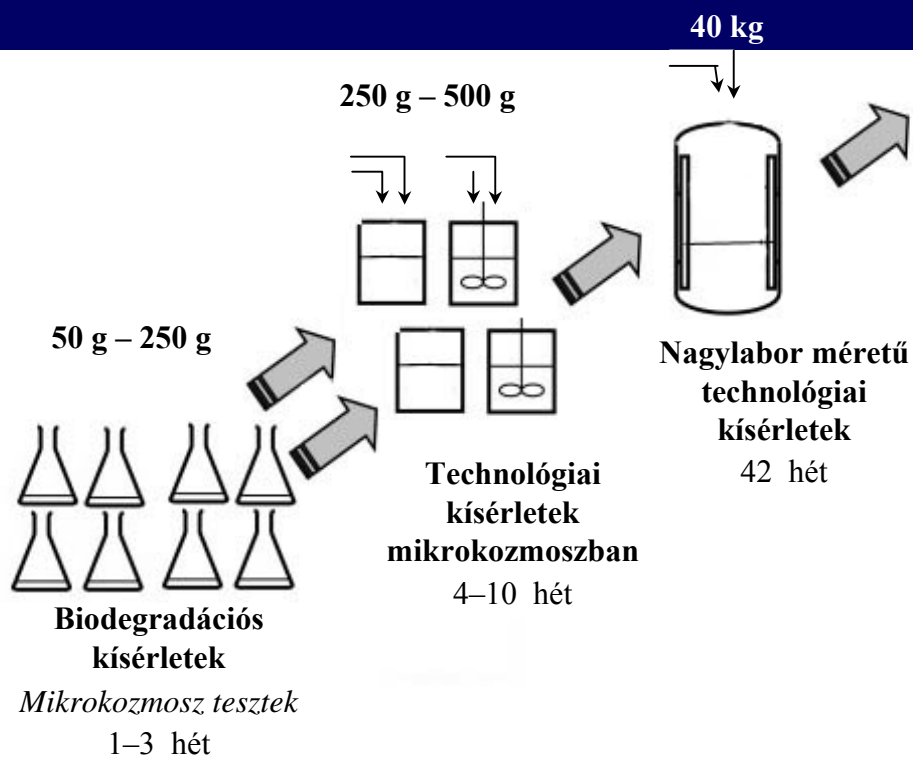 40 kg
250 g – 500 g
50 g – 250 g
Nagylabor méretű
technológiai
kísérletek
42 hét
Technológiai
kísérletek
mikrokozmoszban
4–10 hét
Biodegradációs
kísérletek
Mikrokozmosz tesztek
1–3 hét